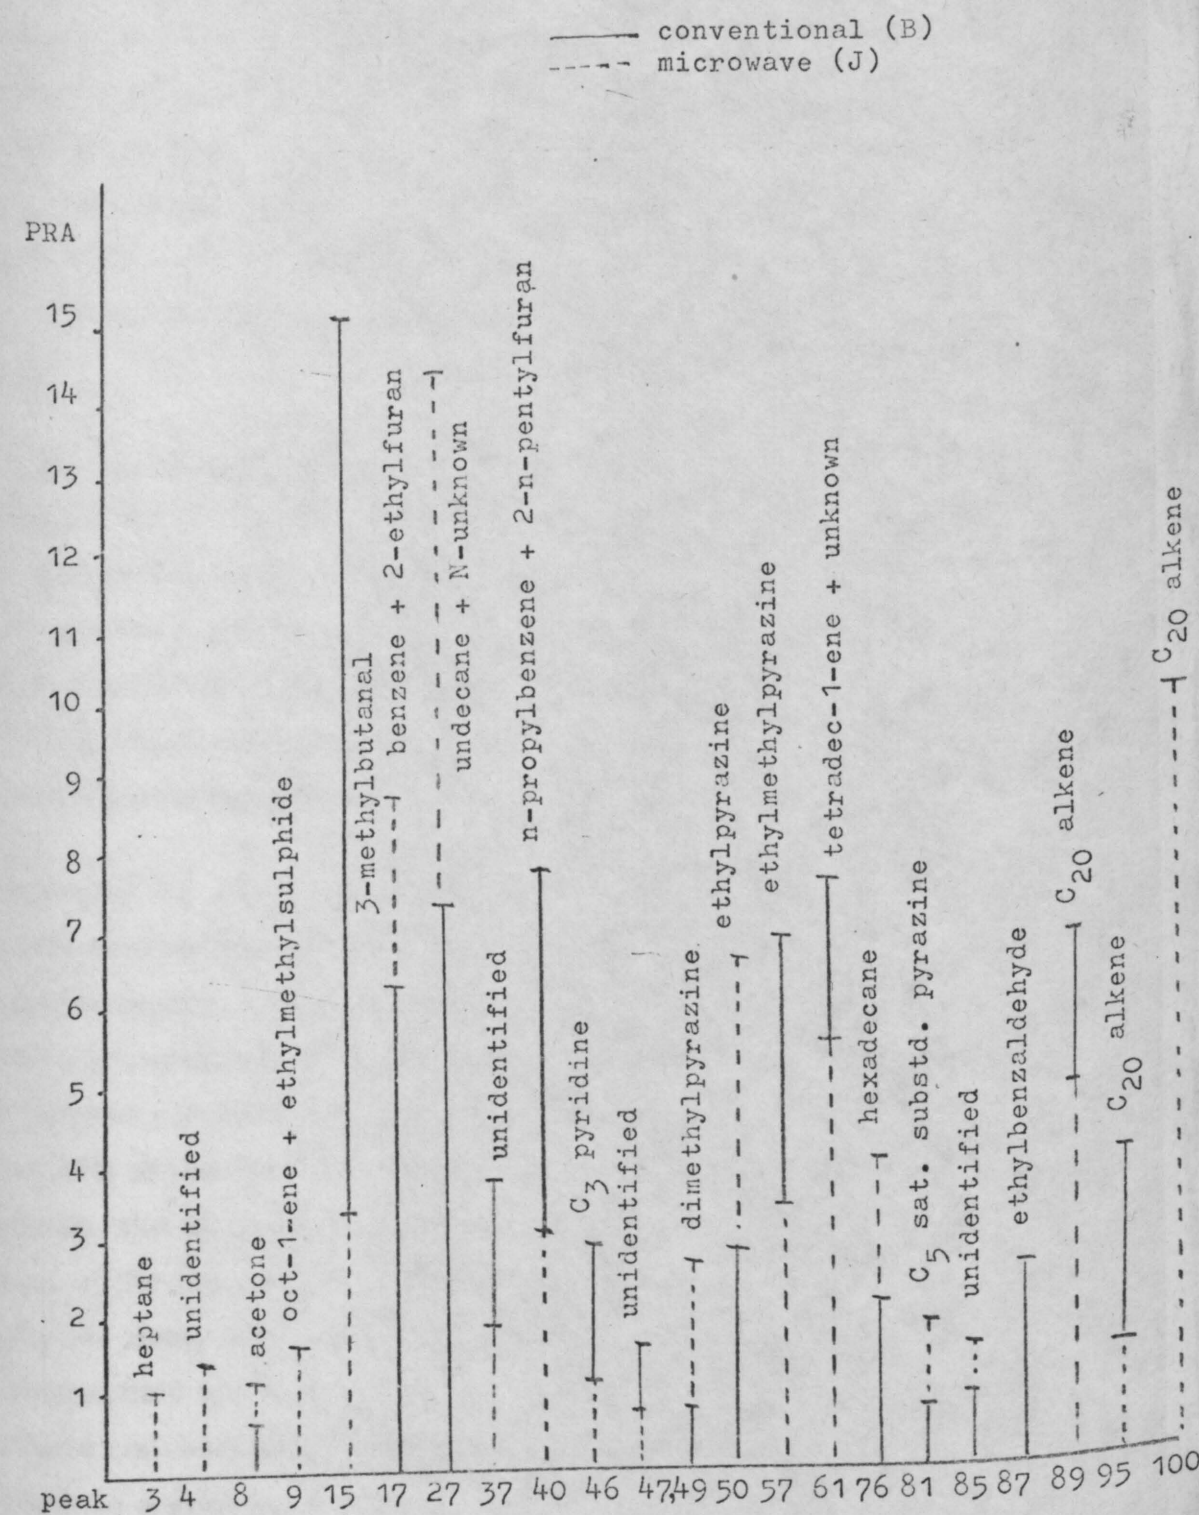 conventional (B)
microwave (J)
PRA
15
14
13
12
11
10
9
8
7
6
5
4
3
2
1
heptane
unidentified
acetone
oct-1-ene + ethylmethylsulphide
3-methylbutanal
benzene + 2-ethylfuran
undecane + N-unknown
unidentified
n-propylbenzene + 2-n-pentylfuran
C3 pyridine
unidentified
dimethylpyrazine
ethylpyrazine
ethylmethylpyrazine
tetradec-1-ene + unknown
hexadecane
C5 sat. substd. pyrazine
unidentified
ethylbenzaldehyde
C20 alkene
C20 alkene
C20 alkene
peak 3 4 8 9 15 17 27 37 40 46 47,49 50 57 61 76 81 85 87 89 95 100